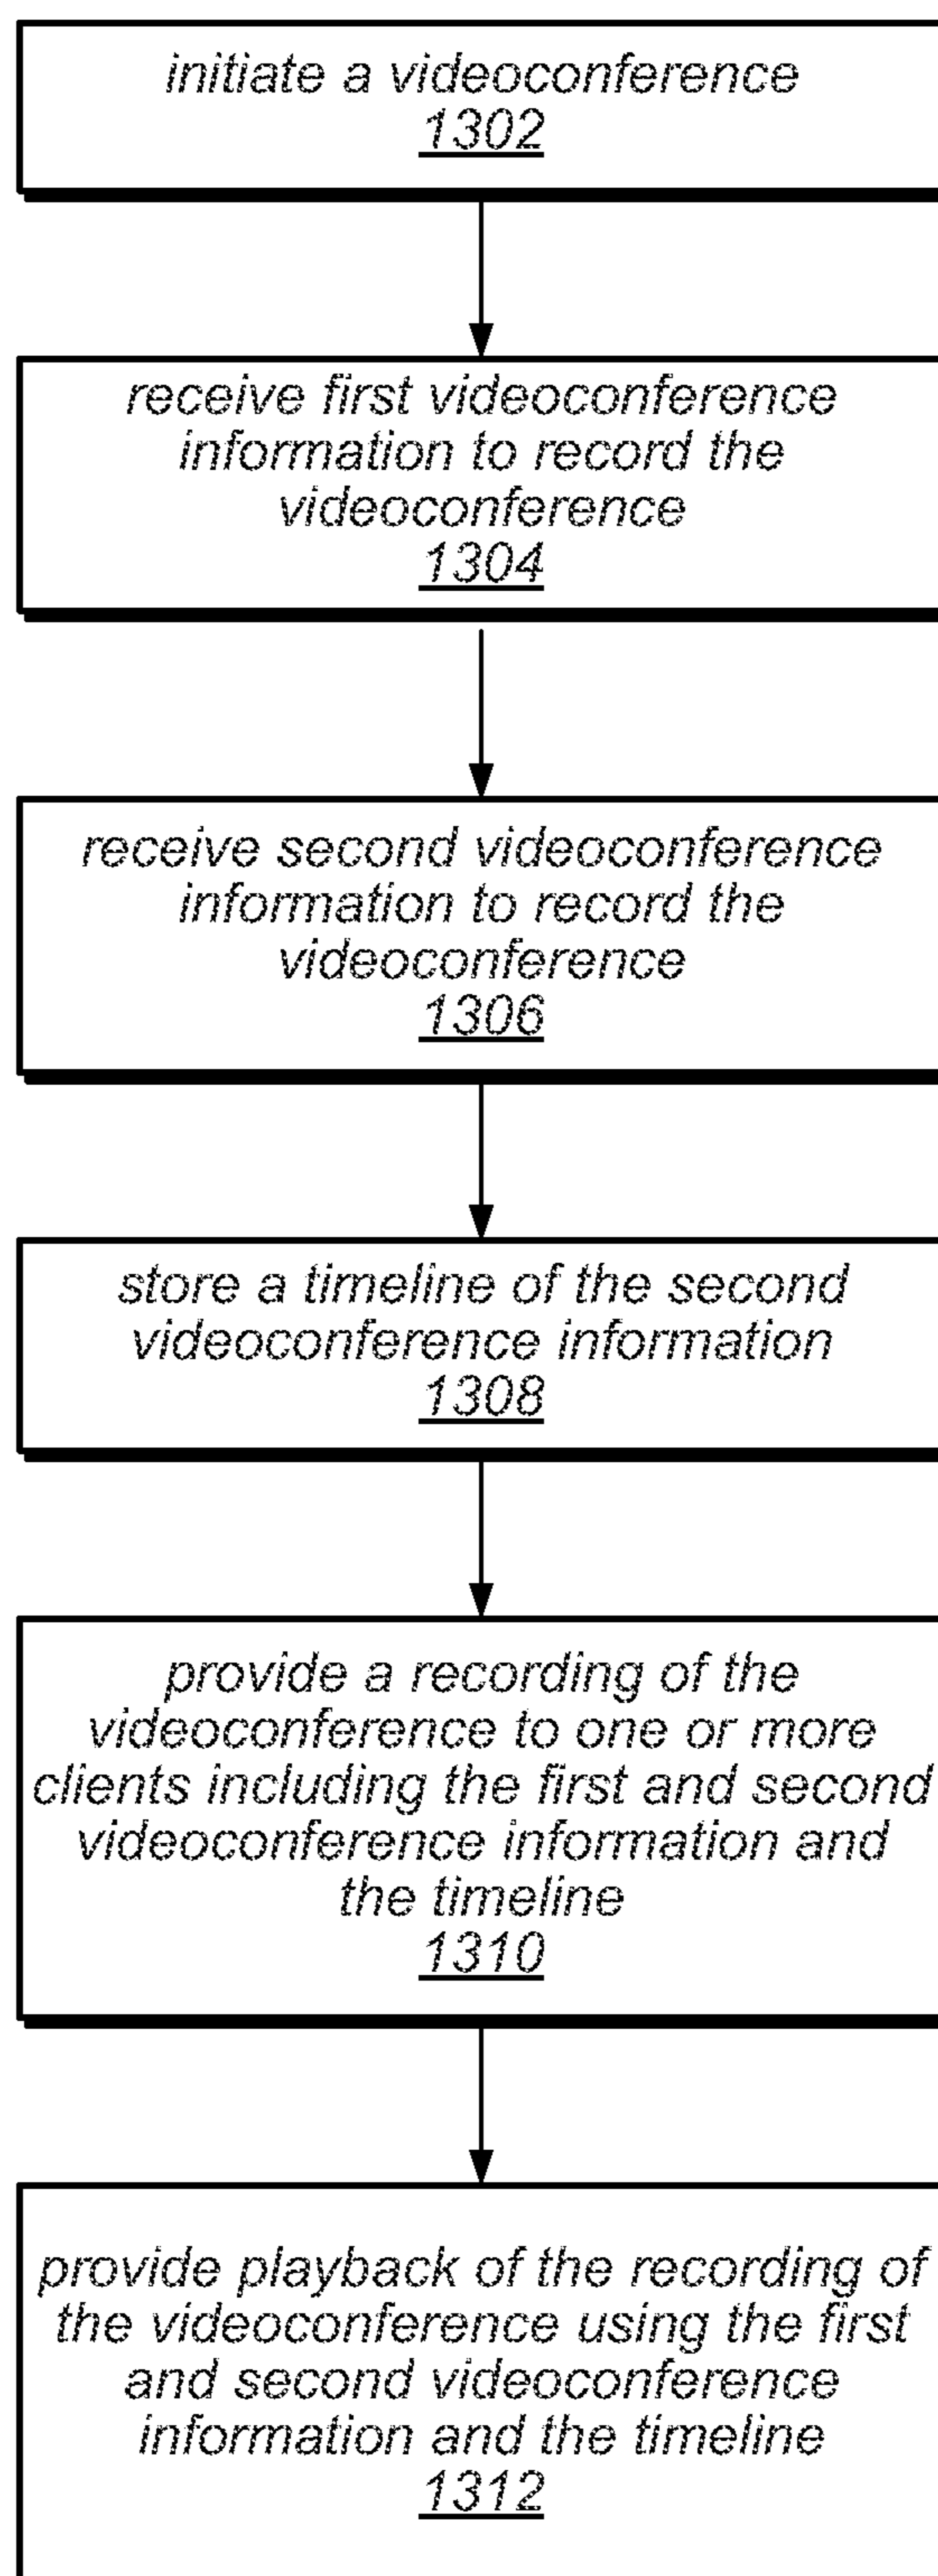 initiate a videoconference
1302
receive first videoconference
information to record the
videoconference
1304
receive second videoconference
information to record the
videoconference
1306
store a timeline of the second
videoconference information
1308
provide a recording of the
videoconference to one or more
clients including the first and second
videoconference information and
the timeline
1310
provide playback of the recording of
the videoconference using the first
and second videoconference
information and the timeline
1312